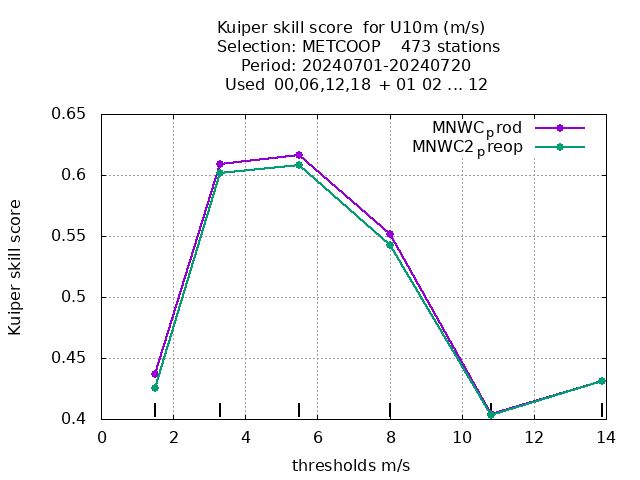 Kuiper skill score for U10m (m/s)
Selection: METCOOP 473 stations
Period: 20240701-20240720
Used 00,06,12,18 + 01 02 ... 12
MNWCprod
MNWC2preop
0.65
0.6
0.55
0.5
0.45
0.4
Kuiper skill score
0 2 4 6 8 10 12 14
thresholds m/s